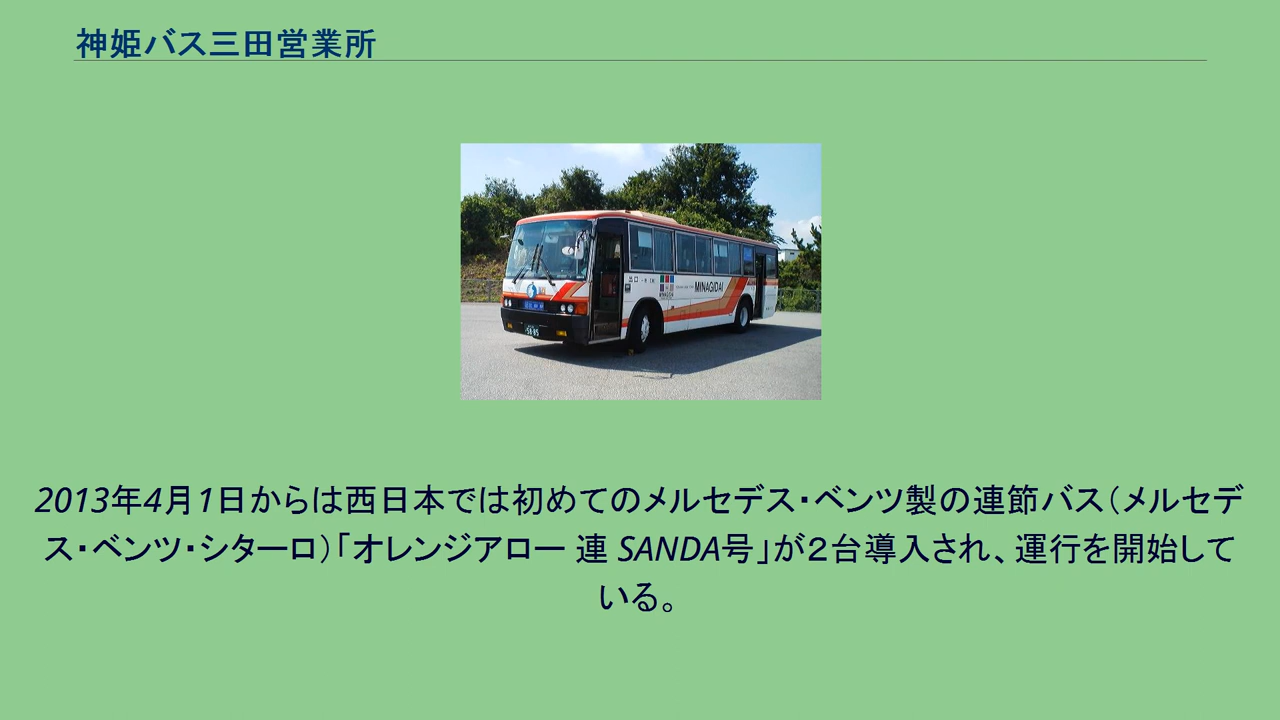 神姫バス三田営業所
MINAGIDAI
2013年4月1日からは西日本では初めてのメルセデス・ベンツ製の連節バス（メルセデ
ス・ベンツ・シターロ）「オレンジアロー 連 SANDA号」が２台導入され、運行を開始して
いる。